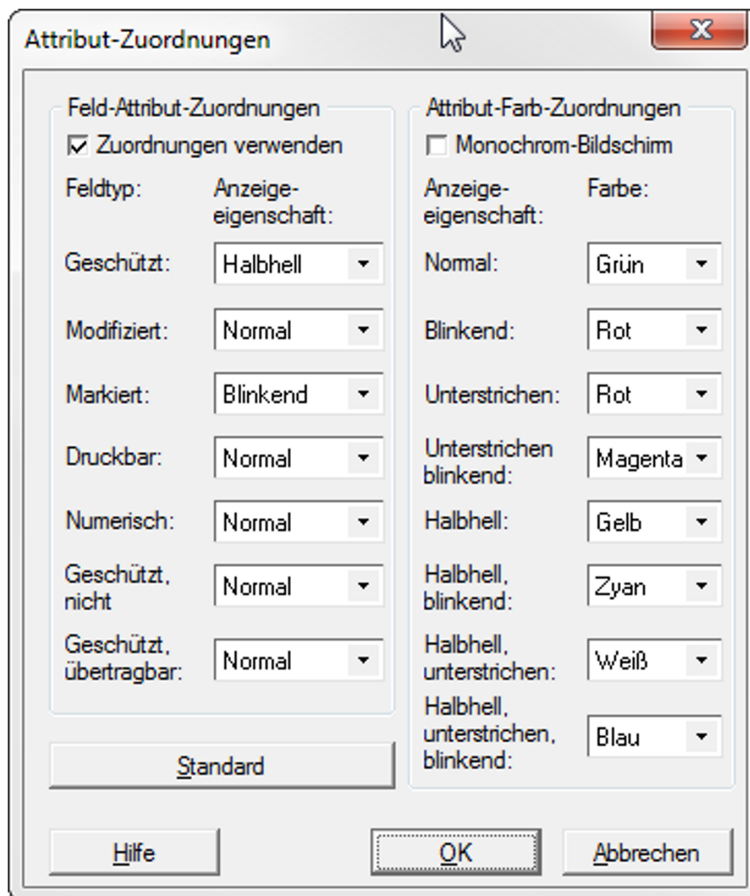 Attribut-Zuordnungen
Feld-Attribut-Zuordnungen
Zuordnungen verwenden
Feldtyp:
Anzeige-
eigenschaft:
Geschützt:
Halbhell
Modifiziert:
Normal
Markiert:
Blinkend
Druckbar:
Normal
Numerisch:
Normal
Geschützt,
nicht
Normal
Geschützt,
übertragbar:
Normal
Standard
Attribut-Farb-Zuordnungen
Monochrom-Bildschirm
Anzeige-
eigenschaft:
Farbe:
Normal:
Grün
Blinkend:
Rot
Unterstrichen:
Rot
Unterstrichen
blinkend:
Magenta
Halbhell:
Gelb
Halbhell,
blinkend:
Zyan
Halbhell,
unterstrichen:
Weiß
Halbhell,
unterstrichen,
blinkend:
Blau
Hilfe
OK
Abbrechen